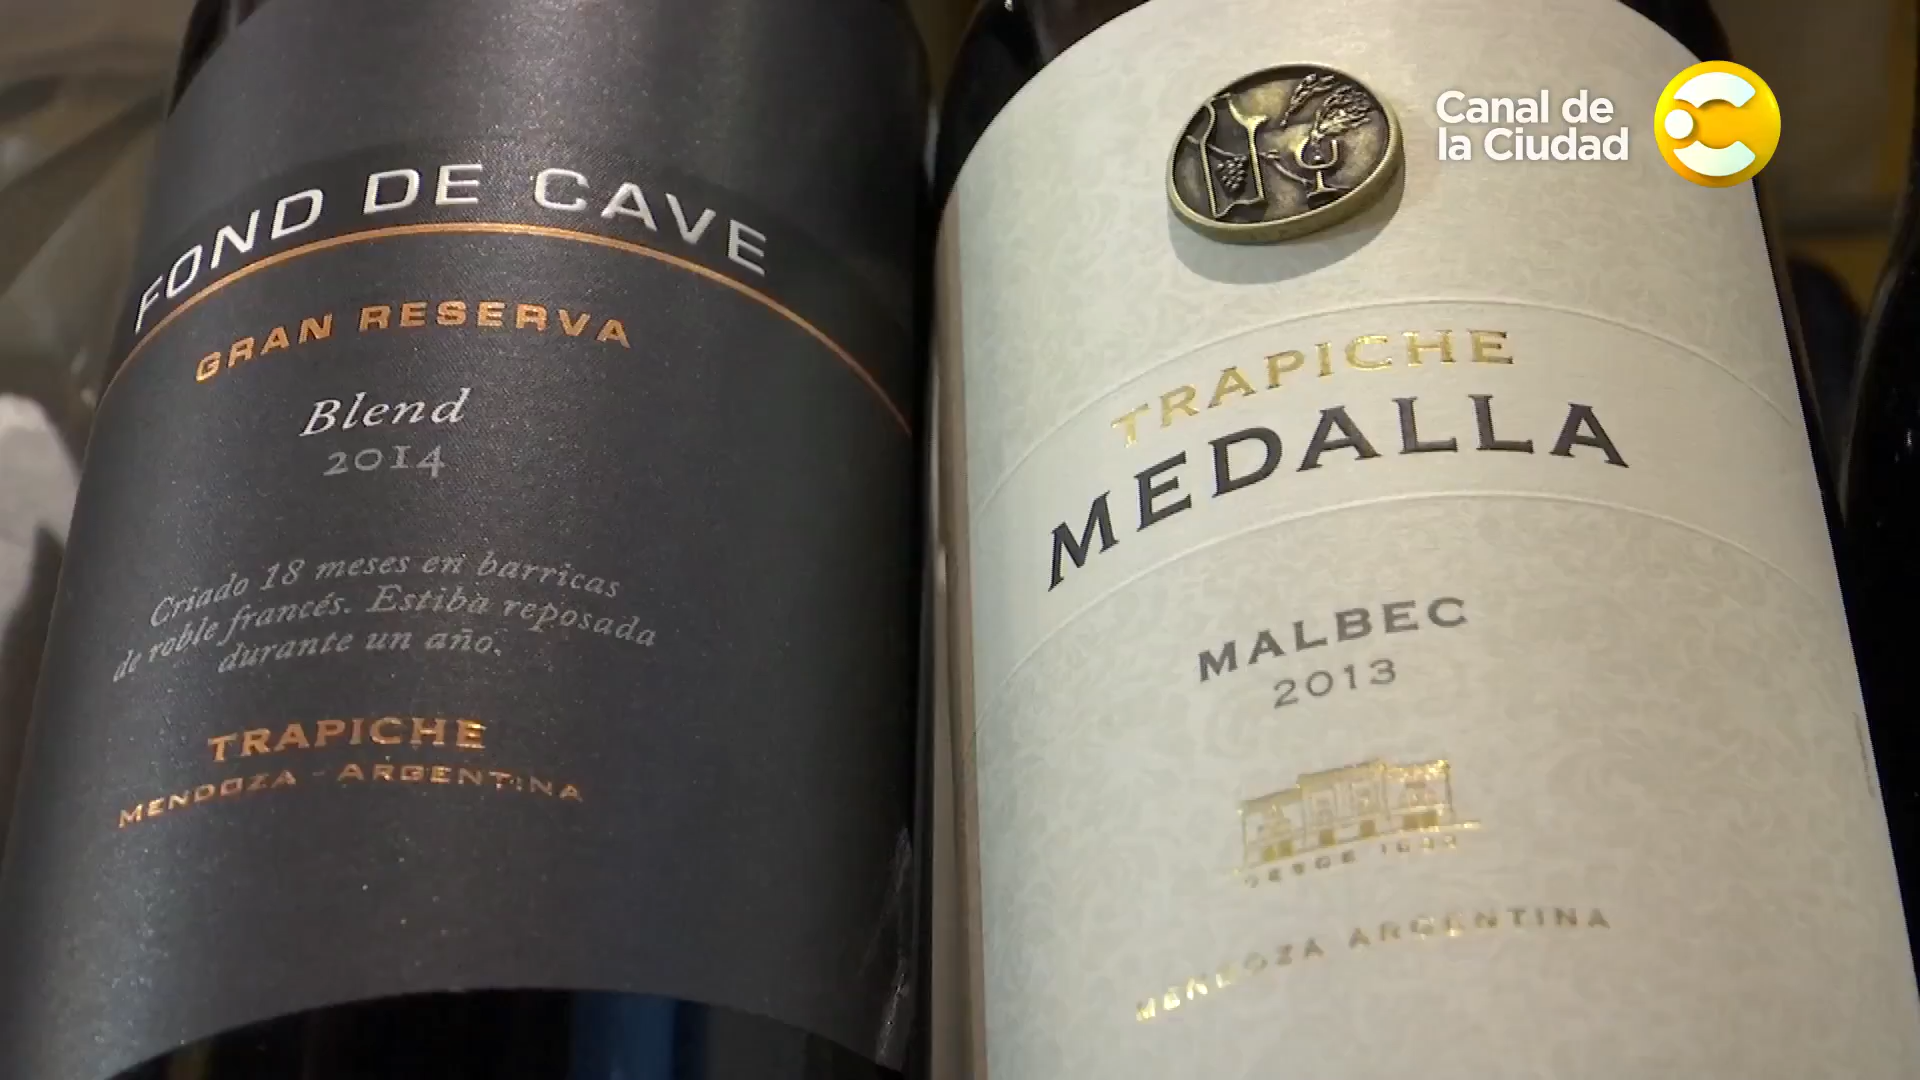 FOND DE CAVE
GRAN RESERVA
Blend
2014
Criado 18 meses en barricas
de roble francés. Estiba reposada
durante un año.
TRAPICHE
MENDOZA - ARGENTINA
TRAPICHE
MEDALLA
MALBEC
2013
DESDE
MENDOZA ARGENTINA
Canal de
la Ciudad